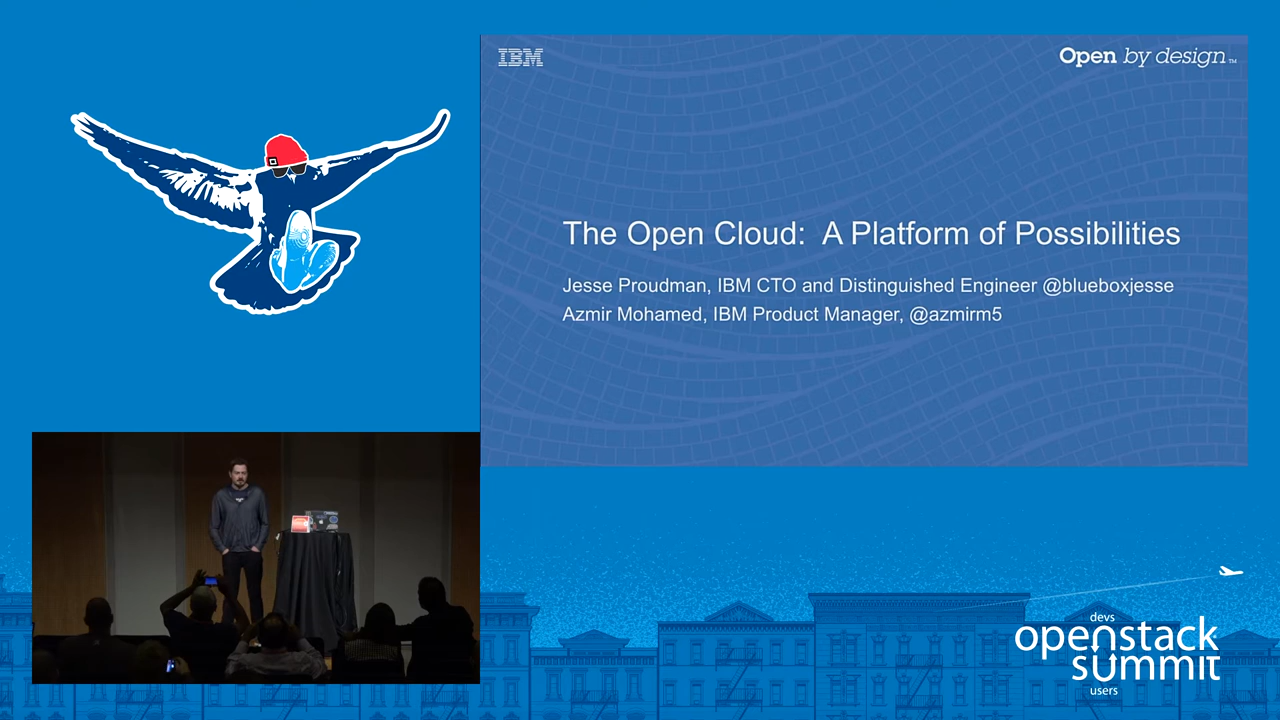 IBM
Open by design™
The Open Cloud: A Platform of Possibilities
Jesse Proudman, IBM CTO and Distinguished Engineer @blueboxjesse
Azmir Mohamed, IBM Product Manager, @azmirm5
devs
openstack
summit
users